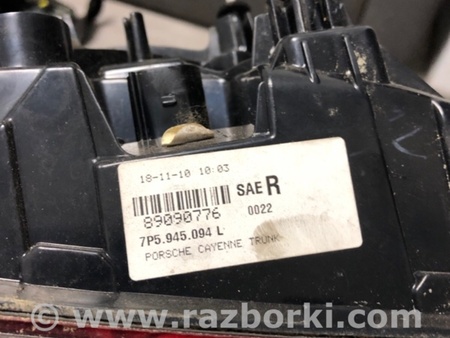 18-11-10 10:03
SAE R
89090776 0022
7P5.945.094 L
PORSCHE CAYENNE TRUNK
www.razborki.com